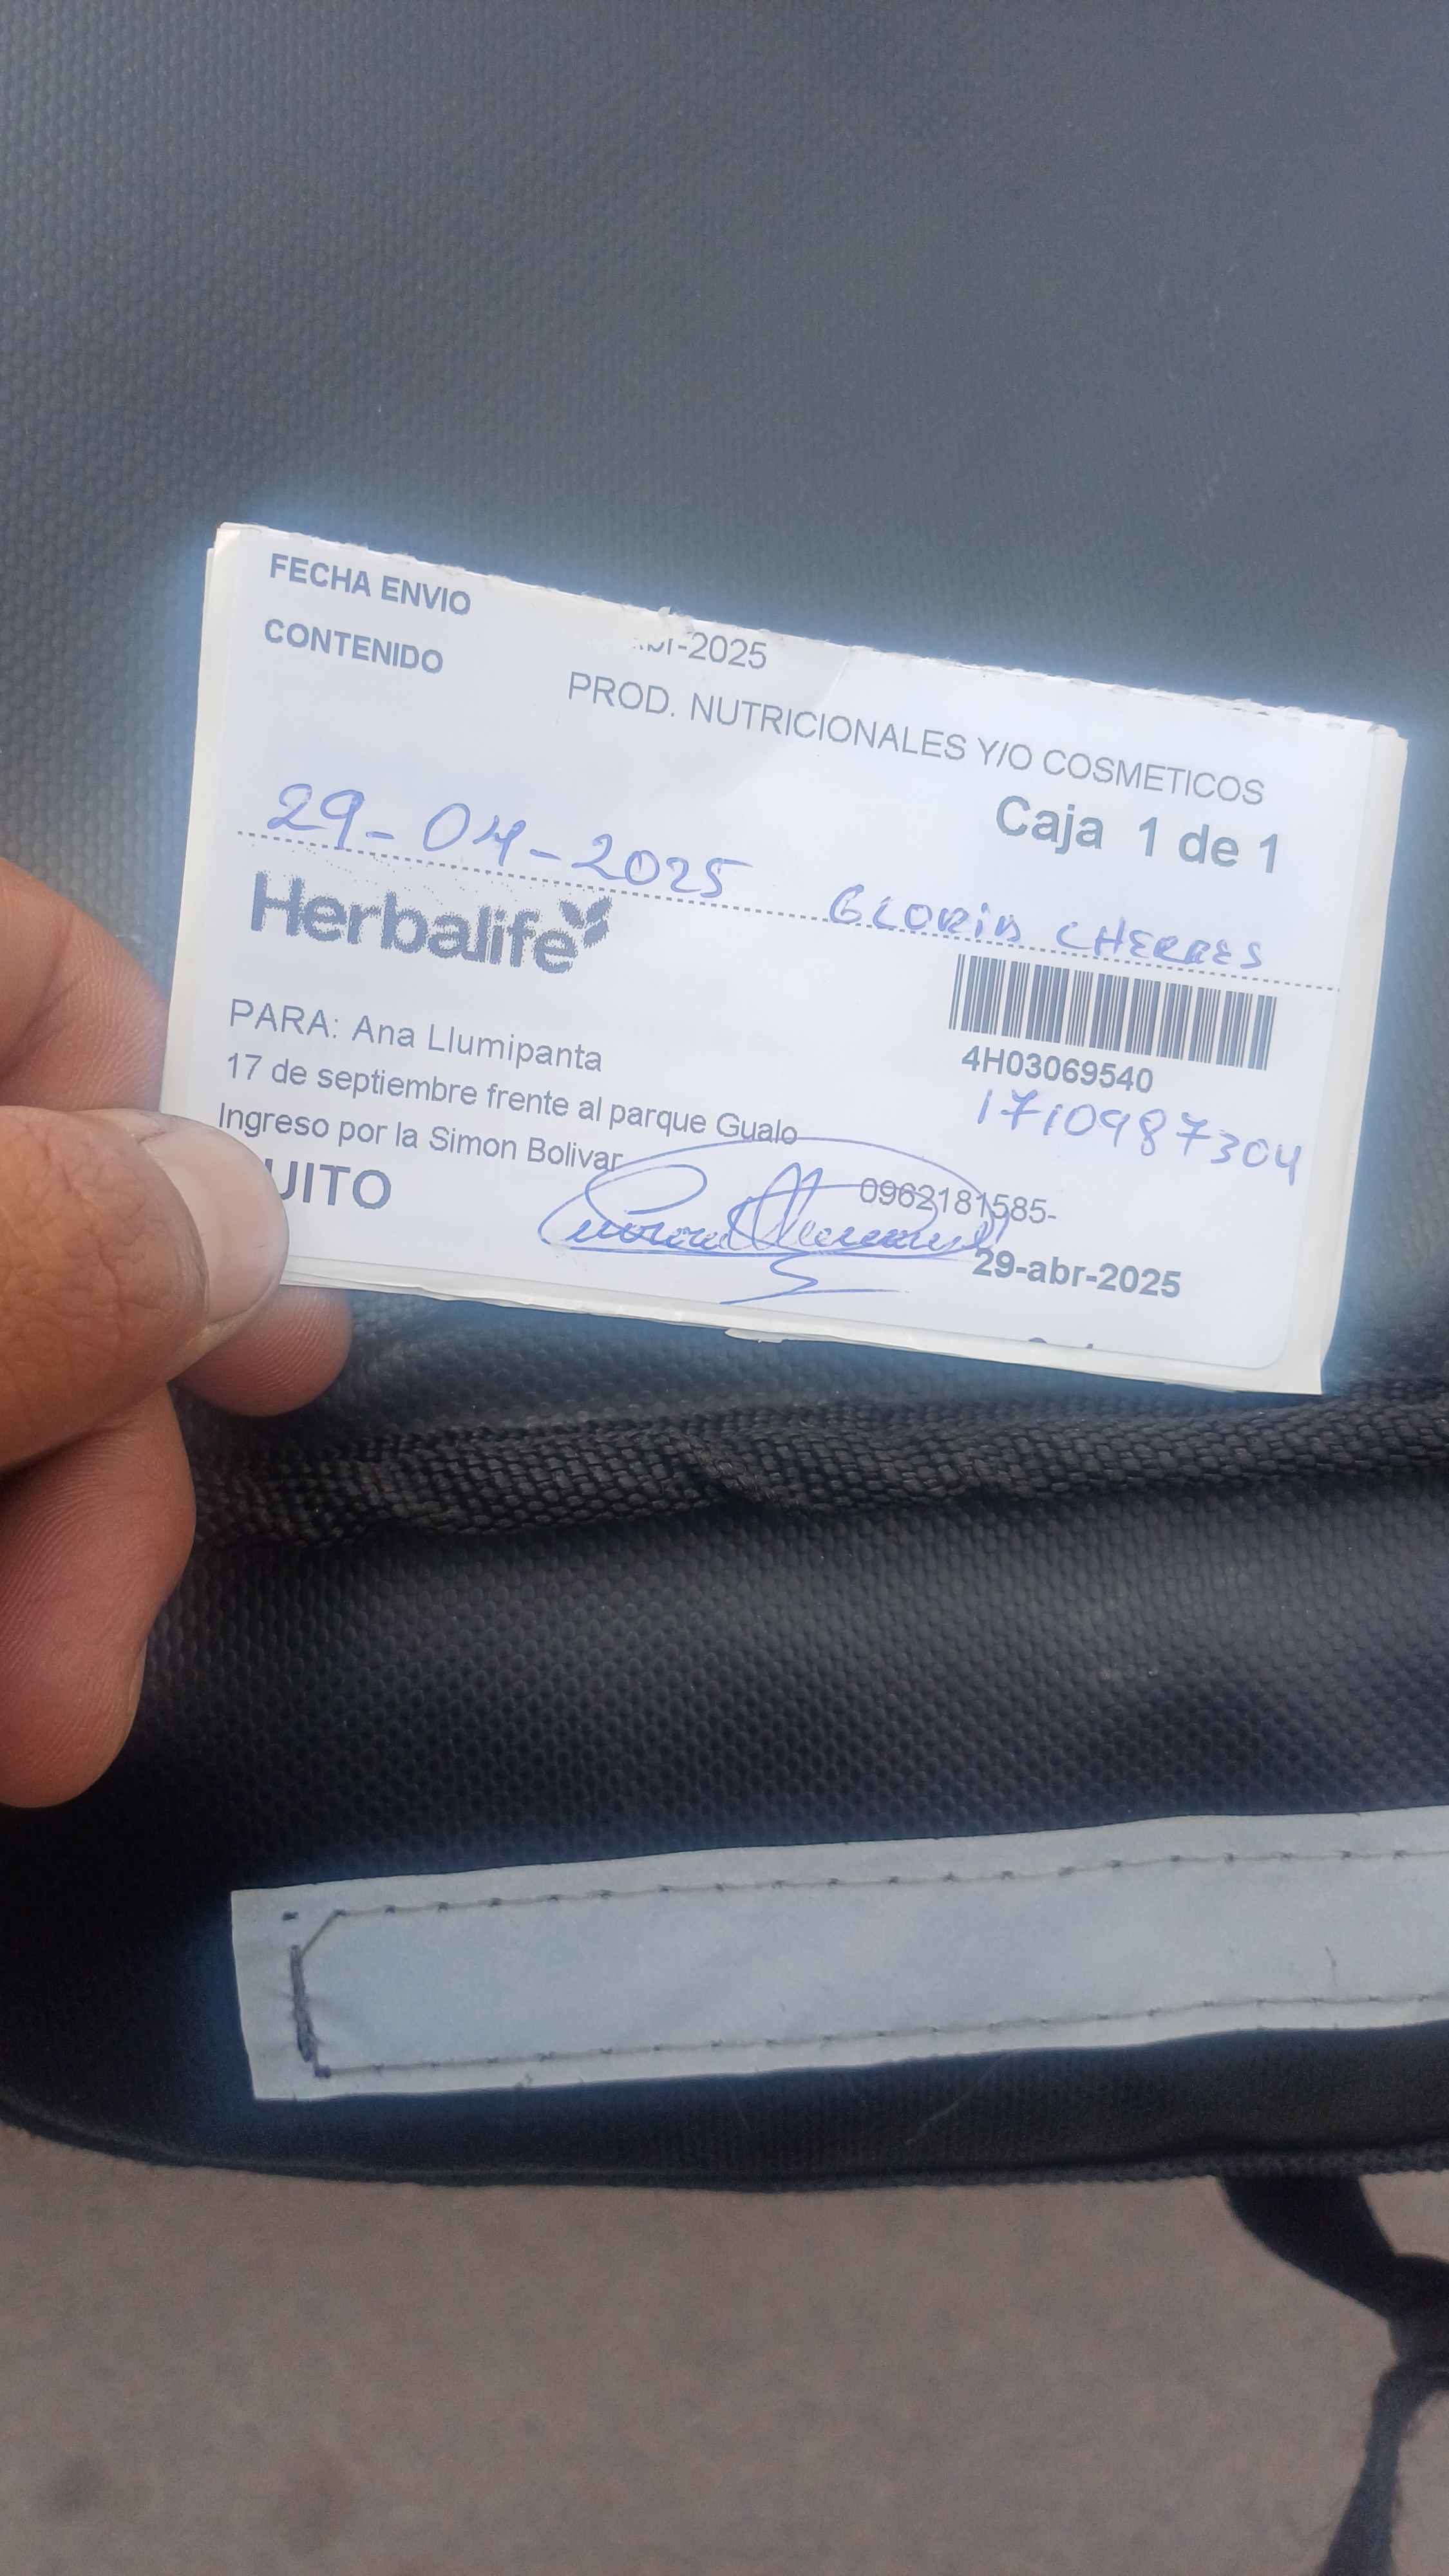 FECHA ENVIO
-2025
CONTENIDO
PROD. NUTRICIONALES Y/O COSMETICOS
Caja 1 de 1
29-04-2025 GLORIA CHERRES
Herbalife
PARA: Ana Llumipanta
17 de septiembre frente al parque Gualo
Ingreso por la Simon Bolivar
4H03069540
1710987304
UITO
0962181585-
29-abr-2025